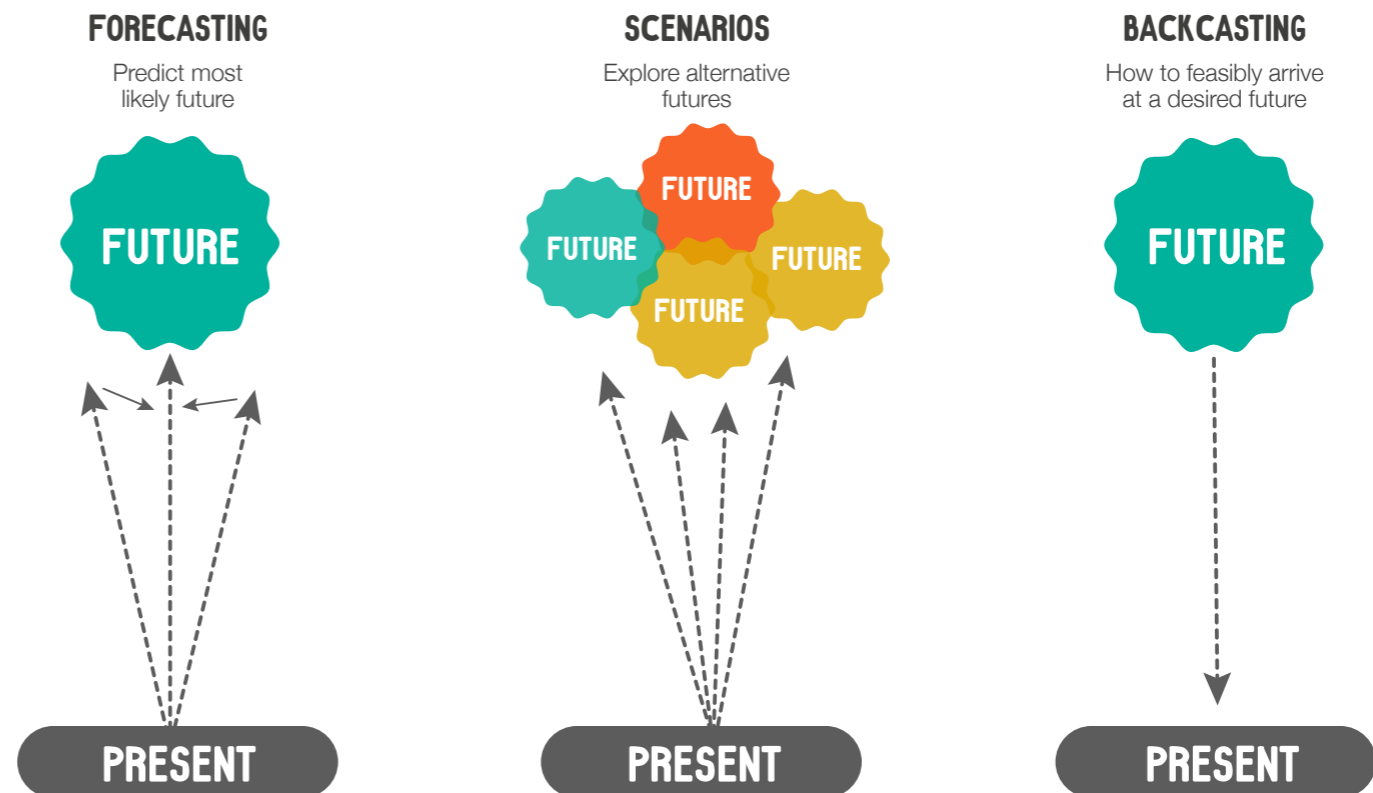 FORECASTING
Predict most
likely future
FUTURE
PRESENT
SCENARIOS
Explore alternative
futures
FUTURE
FUTURE
FUTURE
FUTURE
PRESENT
BACKCASTING
How to feasibly arrive
at a desired future
FUTURE
PRESENT